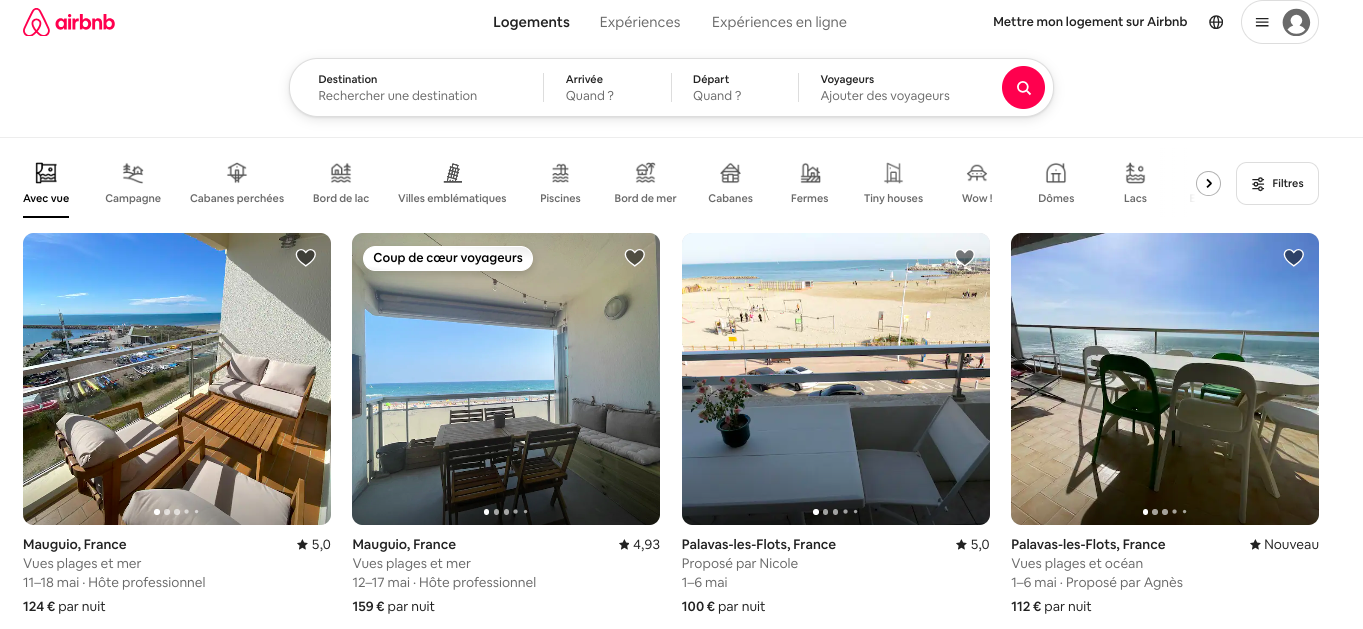 airbnb
Logements Expériences Expériences en ligne
Mettre mon logement sur Airbnb
Destination
Rechercher une destination
Arrivée
Quand ?
Départ
Quand ?
Voyageurs
Ajouter des voyageurs
Avec vue
Campagne
Cabanes perchées
Bord de lac
Villes emblématiques
Piscines
Bord de mer
Cabanes
Fermes
Tiny houses
Wow !
Dômes
Lacs
Filtres
Coup de cœur voyageurs
Mauguio, France 5,0
Vues plages et mer
11–18 mai · Hôte professionnel
124 € par nuit
Mauguio, France 4,93
Vues plages et mer
12–17 mai · Hôte professionnel
159 € par nuit
Palavas-les-Flots, France 5,0
Proposé par Nicole
1–6 mai
100 € par nuit
Palavas-les-Flots, France Nouveau
Vues plages et océan
1–6 mai · Proposé par Agnès
112 € par nuit